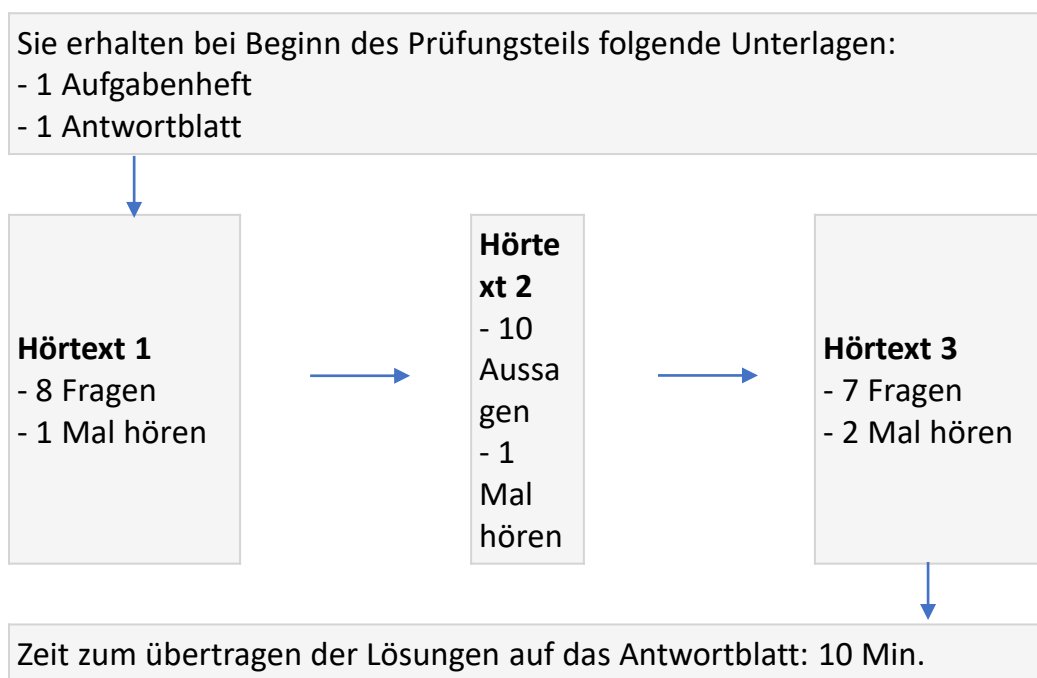 Sie erhalten bei Beginn des Prüfungsteils folgende Unterlagen:
- 1 Aufgabenheft
- 1 Antwortblatt
Hörtext 1
- 8 Fragen
- 1 Mal hören
Hörte
xt 2
- 10
Aussa
gen
- 1
Mal
hören
Hörtext 3
- 7 Fragen
- 2 Mal hören
Zeit zum übertragen der Lösungen auf das Antwortblatt: 10 Min.